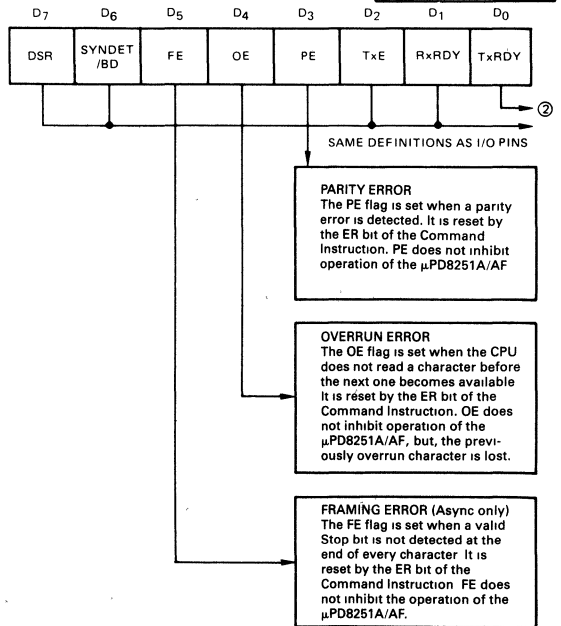 D7 D6 D5 D4 D3 D2 D1 D0
DSR SYNDET /BD FE OE PE TxE RxRDY TxRDY
②
SAME DEFINITIONS AS I/O PINS
PARITY ERROR
The PE flag is set when a parity
error is detected. It is reset by
the ER bit of the Command
Instruction. PE does not inhibit
operation of the µPD8251A/AF
OVERRUN ERROR
The OE flag is set when the CPU
does not read a character before
the next one becomes available
It is reset by the ER bit of the
Command Instruction. OE does
not inhibit operation of the
µPD8251A/AF, but, the previ-
ously overrun character is lost.
FRAMING ERROR (Async only)
The FE flag is set when a valid
Stop bit is not detected at the
end of every character It is
reset by the ER bit of the
Command Instruction FE does
not inhibit the operation of the
µPD8251A/AF.